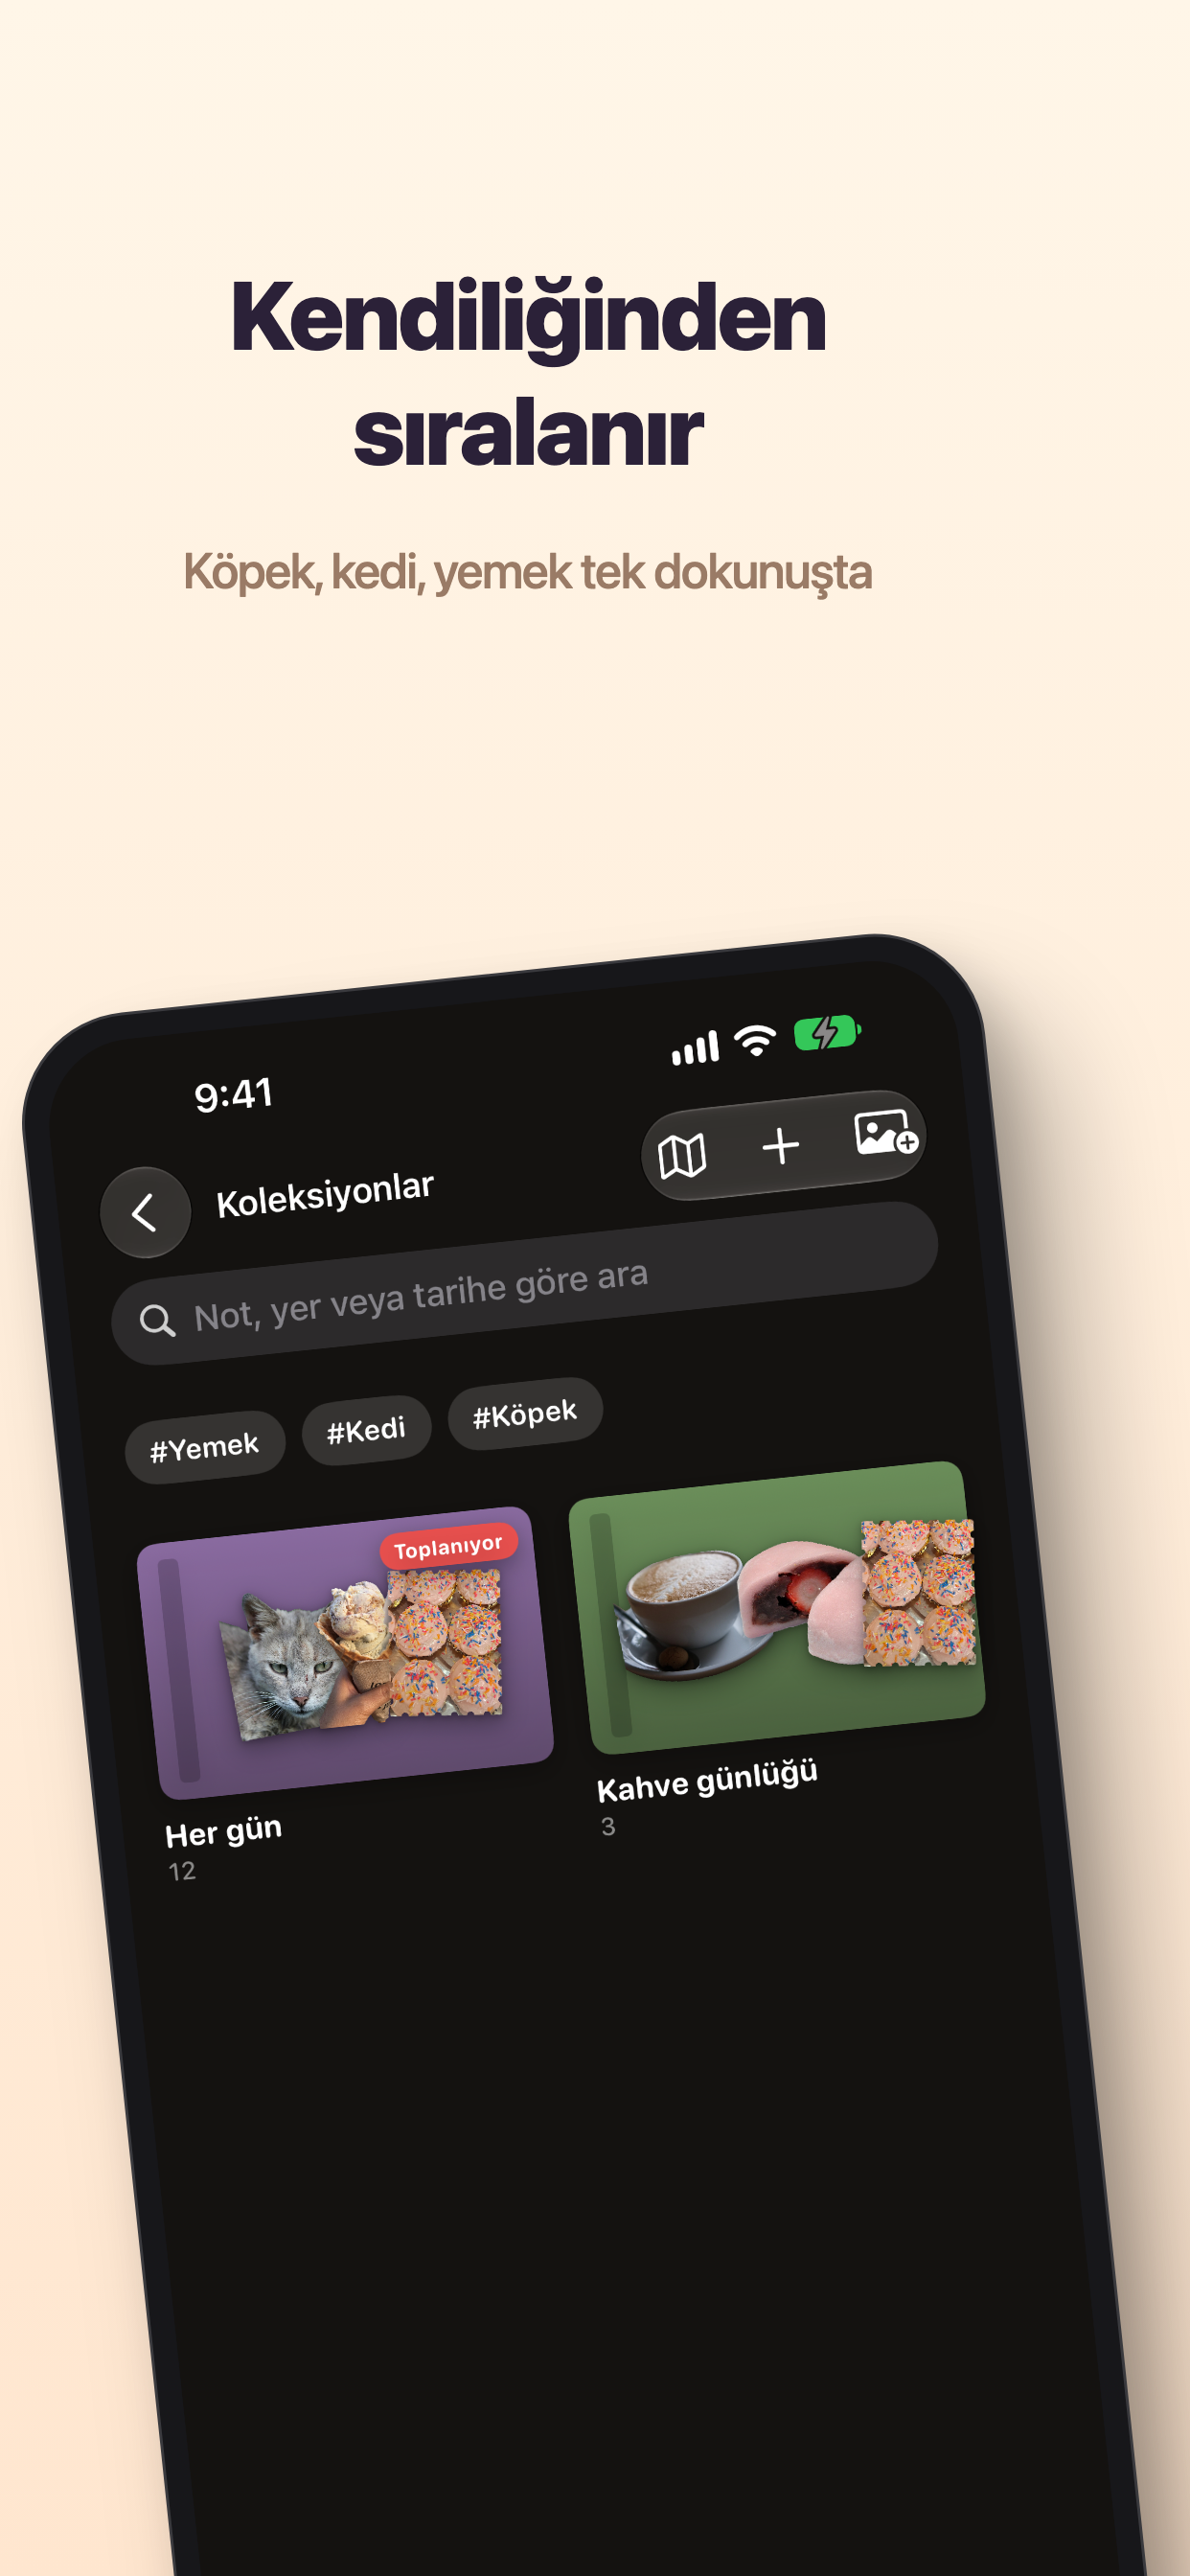 Kendiliğinden
sıralanır
Köpek, kedi, yemek tek dokunuşta
9:41
Koleksiyonlar
Not, yer veya tarihe göre ara
#Yemek #Kedi #Köpek
Toplanıyor
Her gün
12
Kahve günlüğü
3